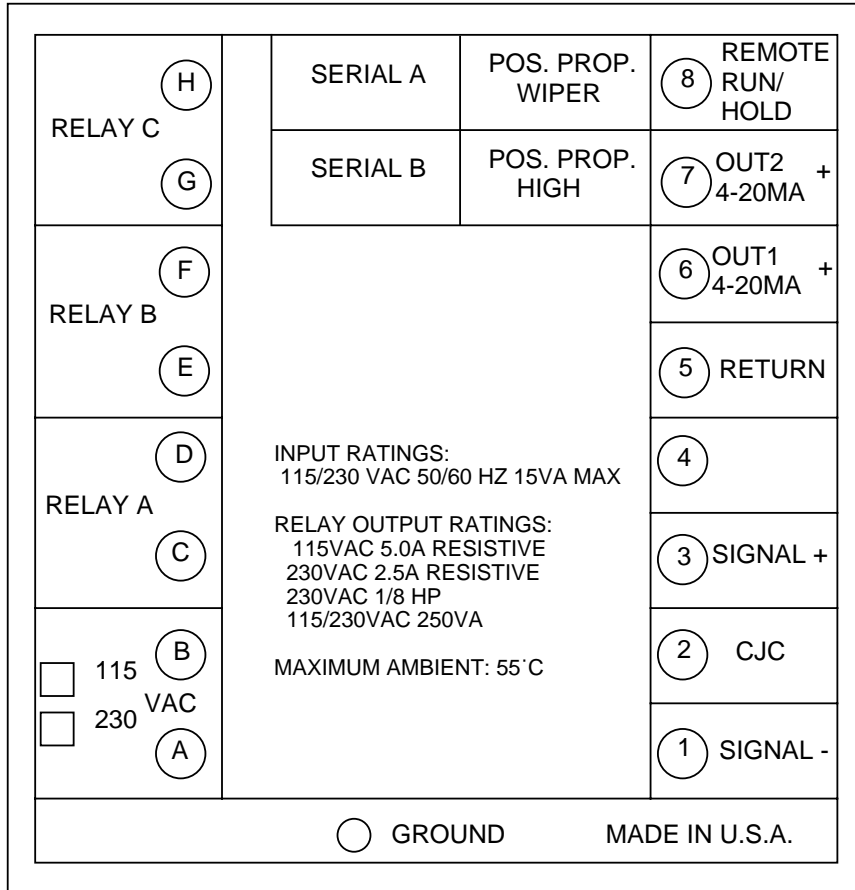 H
RELAY C
G
F
RELAY B
E
D
RELAY A
C
B
115
VAC
230
A
SERIAL A
POS. PROP.
WIPER
SERIAL B
POS. PROP.
HIGH
INPUT RATINGS:
115/230 VAC 50/60 HZ 15VA MAX
RELAY OUTPUT RATINGS:
115VAC 5.0A RESISTIVE
230VAC 2.5A RESISTIVE
230VAC 1/8 HP
115/230VAC 250VA
MAXIMUM AMBIENT: 55˙C
8 REMOTE
RUN/
HOLD
7 OUT2 +
4-20MA
6 OUT1 +
4-20MA
5 RETURN
4
3 SIGNAL +
2 CJC
1 SIGNAL -
GROUND
MADE IN U.S.A.